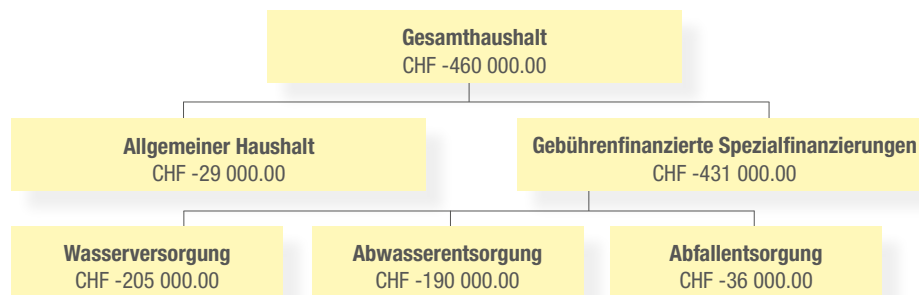 Gesamthaushalt
CHF -460 000.00
Allgemeiner Haushalt
CHF -29 000.00
Gebührenfinanzierte Spezialfinanzierungen
CHF -431 000.00
Wasserversorgung
CHF -205 000.00
Abwasserentsorgung
CHF -190 000.00
Abfallentsorgung
CHF -36 000.00